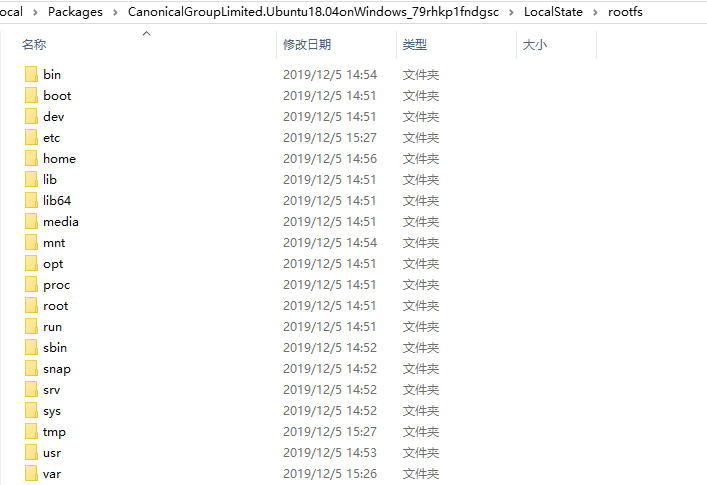 ocal > Packages > CanonicalGroupLimited.Ubuntu18.04onWindows_79rhkp1fndgsc > LocalState > rootfs
名称 修改日期 类型 大小
bin 2019/12/5 14:54 文件夹
boot 2019/12/5 14:51 文件夹
dev 2019/12/5 14:51 文件夹
etc 2019/12/5 15:27 文件夹
home 2019/12/5 14:56 文件夹
lib 2019/12/5 14:51 文件夹
lib64 2019/12/5 14:51 文件夹
media 2019/12/5 14:51 文件夹
mnt 2019/12/5 14:54 文件夹
opt 2019/12/5 14:51 文件夹
proc 2019/12/5 14:51 文件夹
root 2019/12/5 14:51 文件夹
run 2019/12/5 14:51 文件夹
sbin 2019/12/5 14:52 文件夹
snap 2019/12/5 14:52 文件夹
srv 2019/12/5 14:52 文件夹
sys 2019/12/5 14:52 文件夹
tmp 2019/12/5 15:27 文件夹
usr 2019/12/5 14:53 文件夹
var 2019/12/5 15:26 文件夹